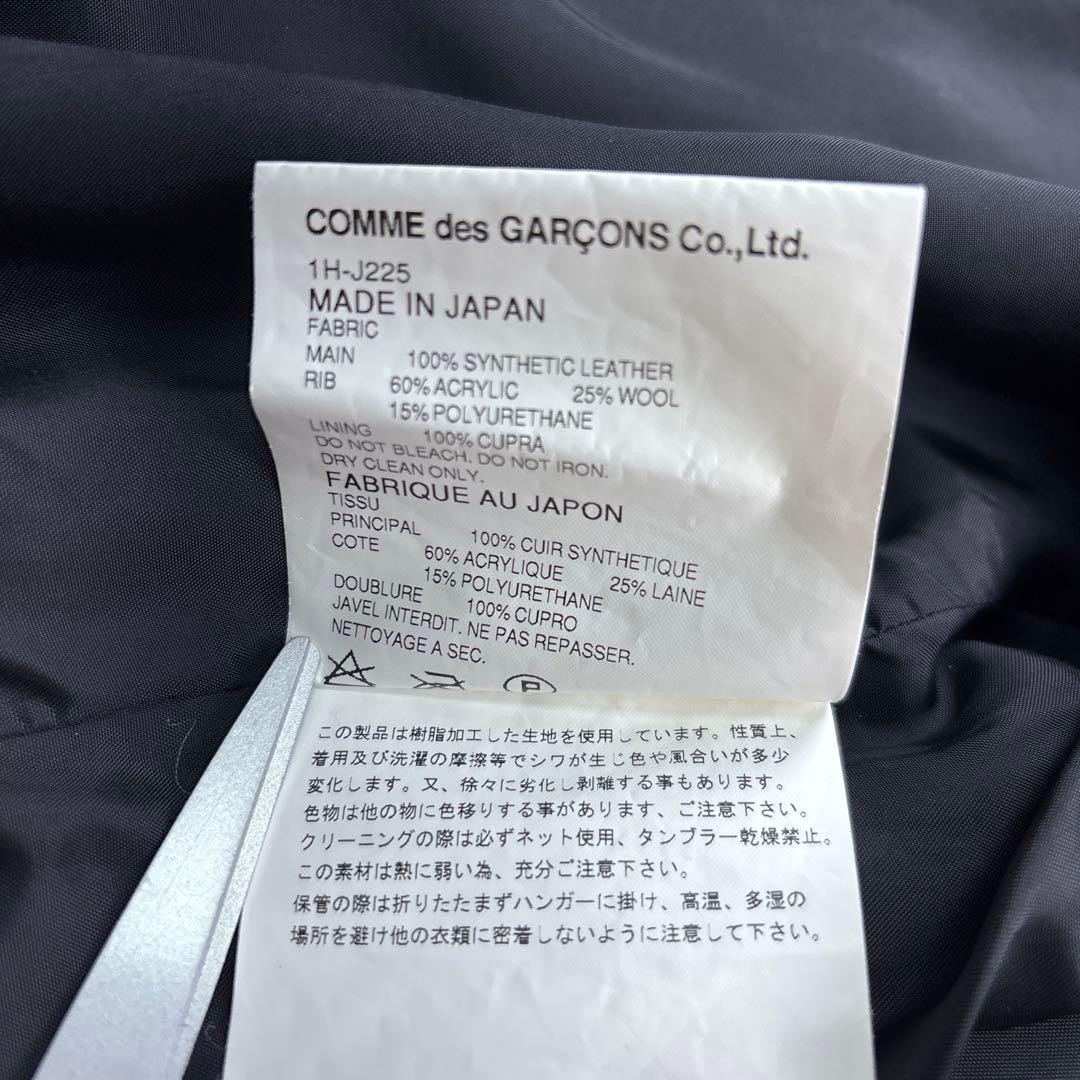 COMME des GARÇONS Co.,Ltd.
1H-J225
MADE IN JAPAN
FABRIC
MAIN 100% SYNTHETIC LEATHER
RIB 60% ACRYLIC 25% WOOL
15% POLYURETHANE
LINING 100% CUPRA
DO NOT BLEACH. DO NOT IRON.
DRY CLEAN ONLY.
FABRIQUE AU JAPON
TISSU
PRINCIPAL 100% CUIR SYNTHETIQUE
COTE 60% ACRYLIQUE 25% LAINE
15% POLYURETHANE
DOUBLURE 100% CUPRO
JAVEL INTERDIT. NE PAS REPASSER.
NETTOYAGE A SEC.
P
この製品は樹脂加工した生地を使用しています。性質上、
着用及び洗濯の摩擦等でシワが生じ色や風合いが多少
変化します。又、徐々に劣化し剥離する事もあります。
色物は他の物に色移りする事があります、ご注意下さい。
クリーニングの際は必ずネット使用、タンブラー乾燥禁止。
この素材は熱に弱い為、充分ご注意下さい。
保管の際は折りたたまずハンガーに掛け、高温、多湿の
場所を避け他の衣類に密着しないように注意して下さい。